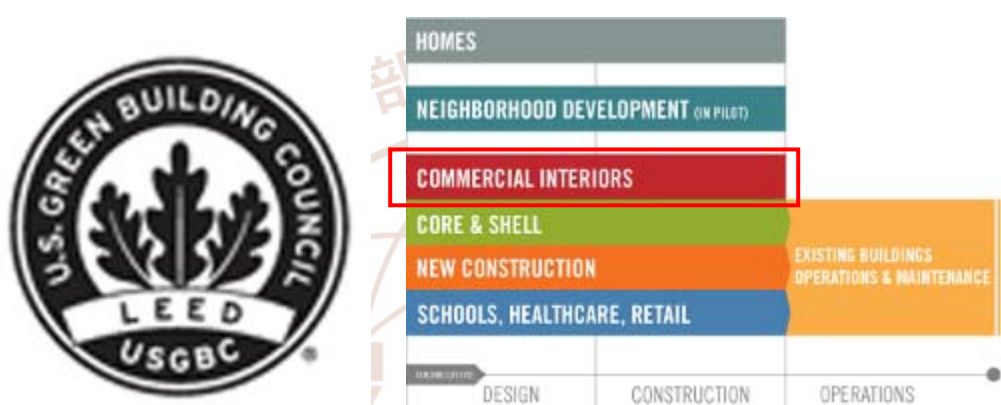 U.S. GREEN BUILDING COUNCIL
LEED
USGBC
®
HOMES
NEIGHBORHOOD DEVELOPMENT (IN PILOT)
COMMERCIAL INTERIORS
CORE & SHELL
NEW CONSTRUCTION
SCHOOLS, HEALTHCARE, RETAIL
EXISTING BUILDINGS
OPERATIONS & MAINTENANCE
DESIGN
CONSTRUCTION
OPERATIONS
部